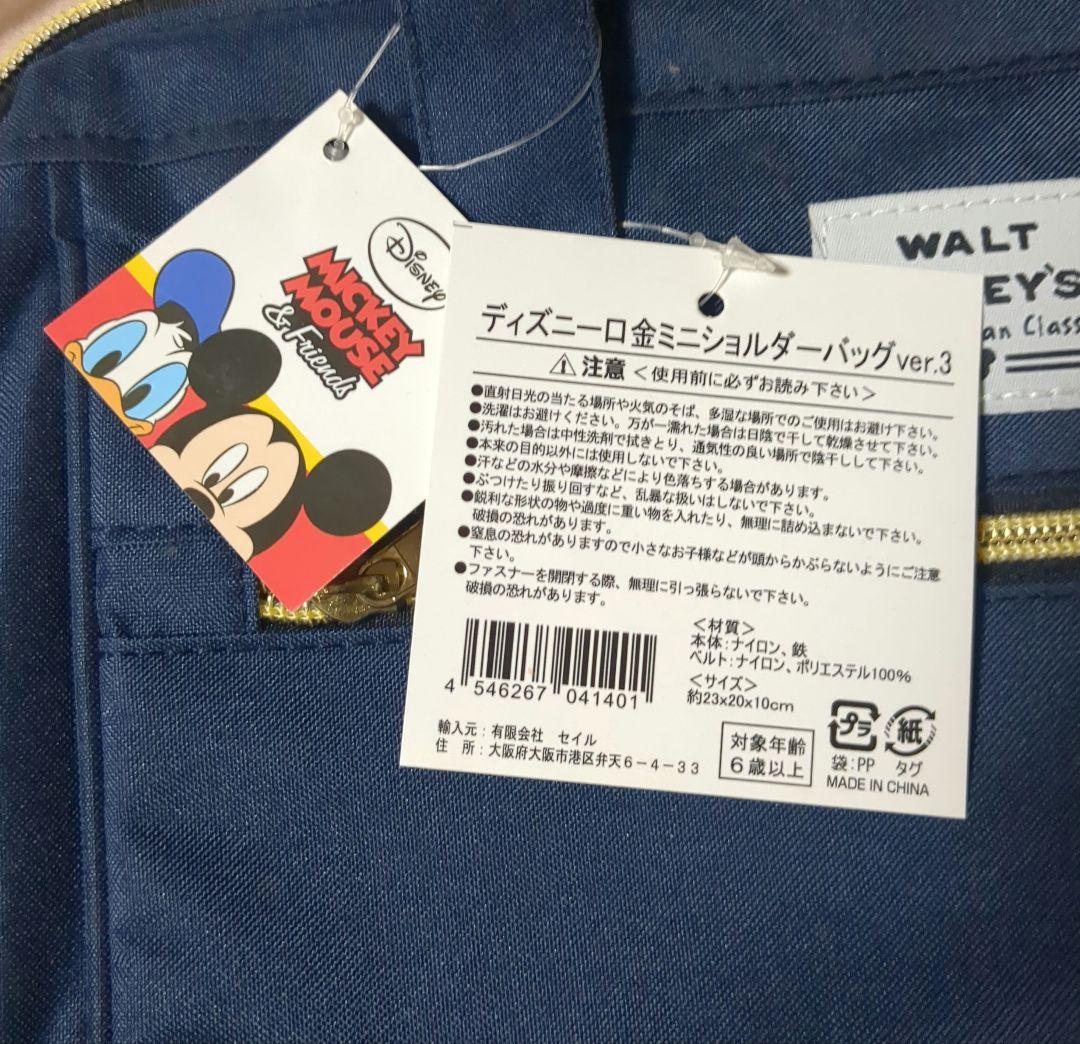 Disney
MICKEY
MOUSE
& Friends
WALT
EY'S
an Class
ディズニー口金ミニショルダーバッグver.3
⚠注意＜使用前に必ずお読み下さい＞
●直射日光の当たる場所や火気のそば、多湿な場所でのご使用はお避け下さい。
●洗濯はお避けください。万が一濡れた場合は日陰で干して乾燥させて下さい。
●汚れた場合は中性洗剤で拭きとり、通気性の良い場所で陰干しして下さい。
●本来の目的以外には使用しないで下さい。
●汗などの水分や摩擦などにより色落ちする場合があります。
●ぶつけたり振り回すなど、乱暴な扱いはしないで下さい。
●鋭利な形状の物や過度に重い物を入れたり、無理に詰め込まないで下さい。
破損の恐れがあります。
●窒息の恐れがありますので小さなお子様などが頭からかぶらないようにご注意
下さい。
●ファスナーを開閉する際、無理に引っ張らないで下さい。
破損の恐れがあります。
＜材質＞
本体：ナイロン、鉄
ベルト：ナイロン、ポリエステル100%
＜サイズ＞
約23x20x10cm
4 546267 041401
輸入元：有限会社 セイル
住 所：大阪府大阪市港区弁天6-4-33
対象年齢
6歳以上
プラ
紙
袋：PP タグ
MADE IN CHINA